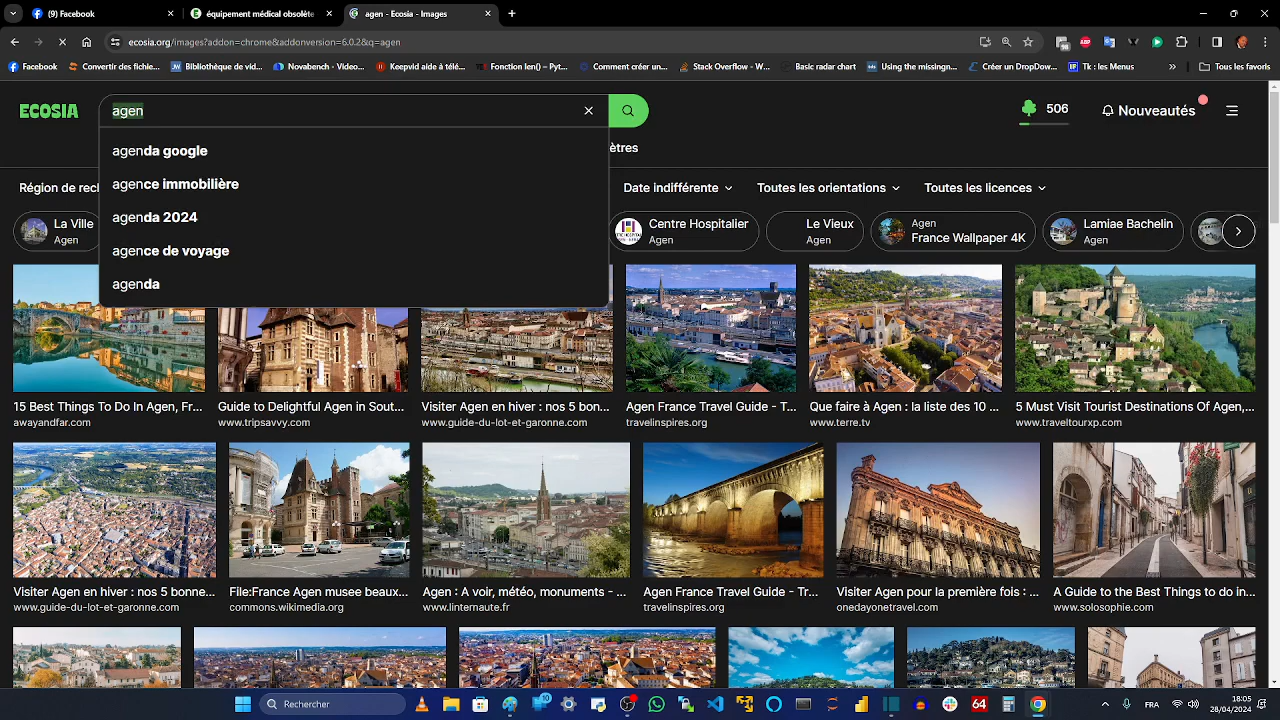 (9) Facebook
équipement médical obsolète
agen - Ecosia - Images
ecosia.org/images?addon=chrome&addonversion=6.0.2&q=agen
Facebook
Convertir des fichie...
Bibliothèque de vid...
Novabench - Video...
Keepvid aide à télé...
Fonction len() – Pyt...
Comment créer un...
Stack Overflow - W...
Basic radar chart
Using the missingn...
Créer un DropDow...
Tk : les Menus
»
Tous les favoris
ECOSIA
agen
506
Nouveautés
agenda google
agence immobilière
agenda 2024
agence de voyage
agenda
ètres
Région de rec
Date indifférente
Toutes les orientations
Toutes les licences
La Ville
Agen
Centre Hospitalier
Agen
Le Vieux
Agen
Agen
France Wallpaper 4K
Lamiae Bachelin
Agen
15 Best Things To Do In Agen, Fr...
awayandfar.com
Guide to Delightful Agen in Sout...
www.tripsavvy.com
Visiter Agen en hiver : nos 5 bon...
www.guide-du-lot-et-garonne.com
Agen France Travel Guide - T...
travelinspires.org
Que faire à Agen : la liste des 10 ...
www.terre.tv
5 Must Visit Tourist Destinations Of Agen,...
www.traveltourxp.com
Visiter Agen en hiver : nos 5 bonne...
www.guide-du-lot-et-garonne.com
File:France Agen musee beaux...
commons.wikimedia.org
Agen : A voir, météo, monuments - ...
www.linternaute.fr
Agen France Travel Guide - Tr...
travelinspires.org
Visiter Agen pour la première fois : ...
onedayonetravel.com
A Guide to the Best Things to do in...
www.solosophie.com
Rechercher
64
FRA
18:05
28/04/2024